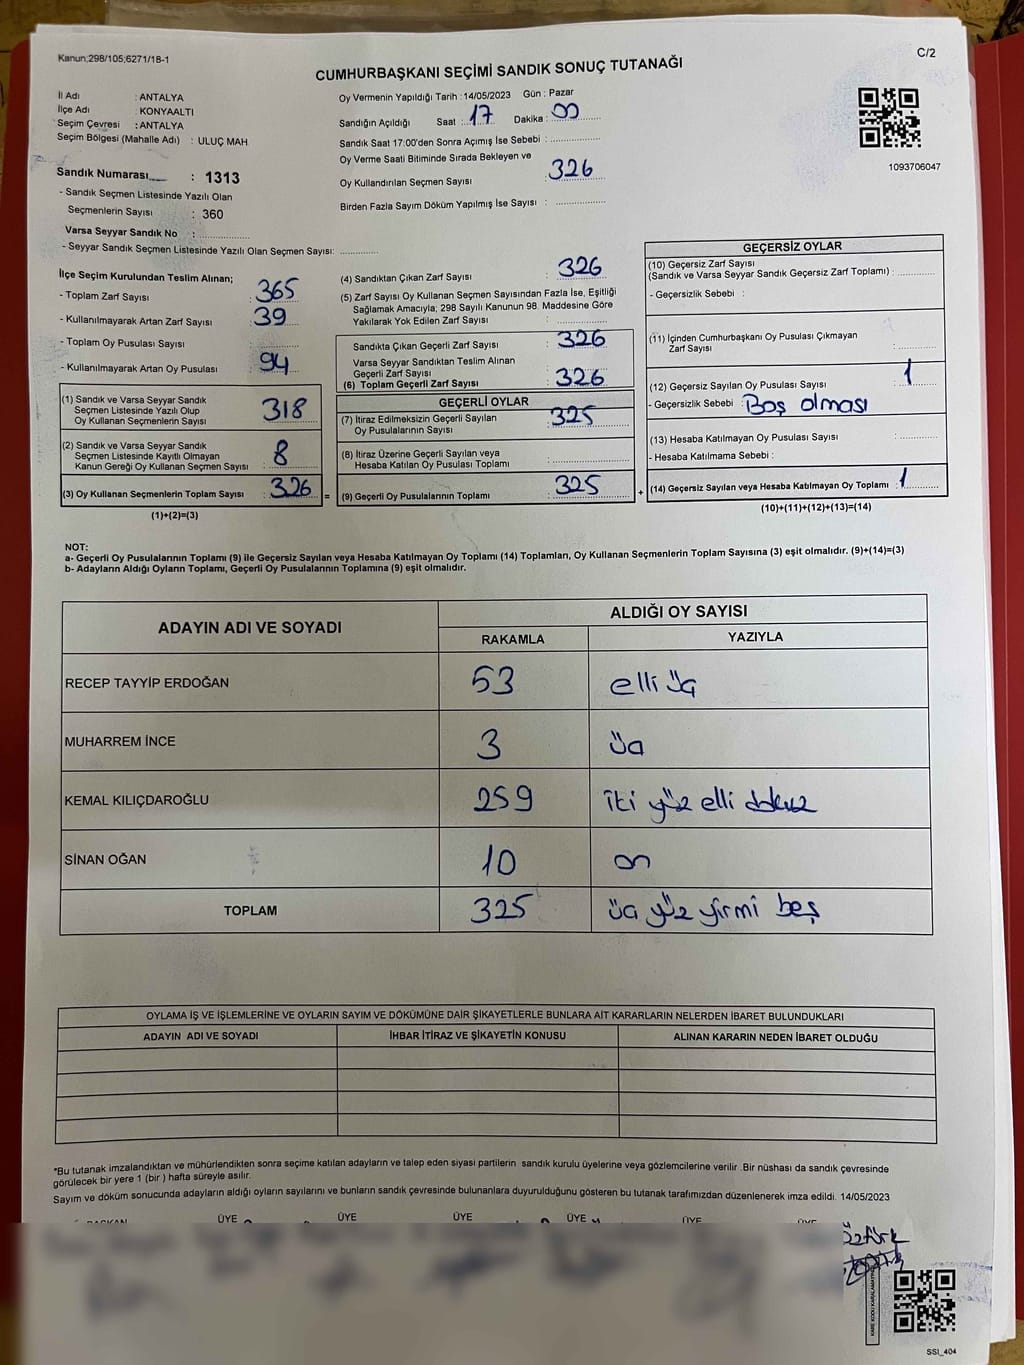 Kanun;298/105;6271/18-1
C/2
CUMHURBAŞKANI SEÇİMİ SANDIK SONUÇ TUTANAĞI
İl Adı : ANTALYA
İlçe Adı : KONYAALTI
Seçim Çevresi : ANTALYA
Seçim Bölgesi (Mahalle Adı) : ULUÇ MAH
Sandık Numarası : 1313
- Sandık Seçmen Listesinde Yazılı Olan
Seçmenlerin Sayısı : 360
Varsa Seyyar Sandık No :
- Seyyar Sandık Seçmen Listesinde Yazılı Olan Seçmen Sayısı:
Oy Vermenin Yapıldığı Tarih : 14/05/2023 Gün : Pazar
Sandığın Açıldığı Saat : 17 Dakika : 00
Sandık Saat 17:00'den Sonra Açımış İse Sebebi :
Oy Verme Saati Bitiminde Sırada Bekleyen ve
Oy Kullandırılan Seçmen Sayısı : 326
Birden Fazla Sayım Döküm Yapılmış İse Sayısı :
1093706047
İlçe Seçim Kurulundan Teslim Alınan;
- Toplam Zarf Sayısı : 365
- Kullanılmayarak Artan Zarf Sayısı : 39
- Toplam Oy Pusulası Sayısı :
- Kullanılmayarak Artan Oy Pusulası : 94
(1) Sandık ve Varsa Seyyar Sandık
Seçmen Listesinde Yazılı Olup
Oy Kullanan Seçmenlerin Sayısı : 318
(2) Sandık ve Varsa Seyyar Sandık
Seçmen Listesinde Kayıtlı Olmayan
Kanun Gereği Oy Kullanan Seçmen Sayısı : 8
(3) Oy Kullanan Seçmenlerin Toplam Sayısı : 326 =
(1)+(2)=(3)
(4) Sandıktan Çıkan Zarf Sayısı : 326
(5) Zarf Sayısı Oy Kullanan Seçmen Sayısından Fazla İse, Eşitliği
Sağlamak Amacıyla; 298 Sayılı Kanunun 98. Maddesine Göre
Yakılarak Yok Edilen Zarf Sayısı :
Sandıkta Çıkan Geçerli Zarf Sayısı : 326
Varsa Seyyar Sandıktan Teslim Alınan
Geçerli Zarf Sayısı :
(6) Toplam Geçerli Zarf Sayısı : 326
GEÇERLİ OYLAR
(7) İtiraz Edilmeksizin Geçerli Sayılan
Oy Pusulalarının Sayısı : 325
(8) İtiraz Üzerine Geçerli Sayılan veya
Hesaba Katılan Oy Pusulası Toplamı :
(9) Geçerli Oy Pusulalarının Toplamı : 325 +
GEÇERSİZ OYLAR
(10) Geçersiz Zarf Sayısı
(Sandık ve Varsa Seyyar Sandık Geçersiz Zarf Toplamı) :
- Geçersizlik Sebebi :
(11) İçinden Cumhurbaşkanı Oy Pusulası Çıkmayan
Zarf Sayısı :
(12) Geçersiz Sayılan Oy Pusulası Sayısı : 1
- Geçersizlik Sebebi : Boş olması
(13) Hesaba Katılmayan Oy Pusulası Sayısı :
- Hesaba Katılmama Sebebi :
(14) Geçersiz Sayılan veya Hesaba Katılmayan Oy Toplamı : 1
(10)+(11)+(12)+(13)=(14)
NOT:
a- Geçerli Oy Pusulalarının Toplamı (9) ile Geçersiz Sayılan veya Hesaba Katılmayan Oy Toplamı (14) Toplamları, Oy Kullanan Seçmenlerin Toplam Sayısına (3) eşit olmalıdır. (9)+(14)=(3)
b- Adayların Aldığı Oyların Toplamı, Geçerli Oy Pusulalarının Toplamına (9) eşit olmalıdır.
ADAYIN ADI VE SOYADI
ALDIĞI OY SAYISI
RAKAMLA YAZIYLA
RECEP TAYYİP ERDOĞAN 53 elli üç
MUHARREM İNCE 3 üç
KEMAL KILIÇDAROĞLU 259 iki yüz elli dokuz
SİNAN OĞAN 10 on
TOPLAM 325 üç yüz yirmi beş
OYLAMA İŞ VE İŞLEMLERİNE VE OYLARIN SAYIM VE DÖKÜMÜNE DAİR ŞİKAYETLERLE BUNLARA AİT KARARLARIN NELERDEN İBARET BULUNDUKLARI
ADAYIN ADI VE SOYADI İHBAR İTİRAZ VE ŞİKAYETİN KONUSU ALINAN KARARIN NEDEN İBARET OLDUĞU
*Bu tutanak imzalandıktan ve mühürlendikten sonra seçime katılan adayların ve talep eden siyasi partilerin sandık kurulu üyelerine veya gözlemcilerine verilir .Bir nüshası da sandık çevresinde
görülecek bir yere 1 (bir ) hafta süreyle asılır.
Sayım ve döküm sonucunda adayların aldığı oyların sayılarını ve bunların sandık çevresinde bulunanlara duyurulduğunu gösteren bu tutanak tarafımızdan düzenlenerek imza edildi. 14/05/2023
BAŞKAN ÜYE ÜYE ÜYE ÜYE ÜYE ÜYE
Öztürk
SSI_404